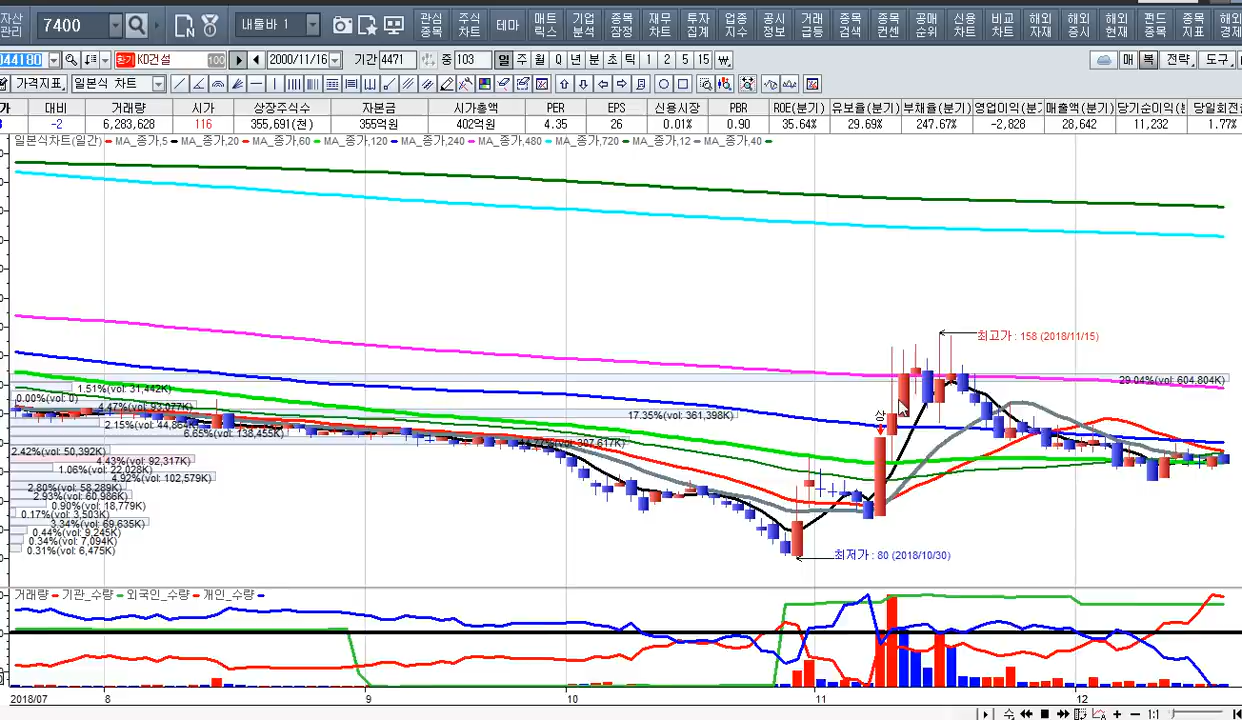 자산 관리 7400 내툴바 1 관심 종목 주식 차트 테마 매트 릭스 기업 분석 종목 잠정 재무 차트 투자 집계 업종 지수 공시 정보 거래 급등 종목 검색 종목 컨센 공매 순위 신용 차트 비교 차트 해외 자재 해외 증시 해외 현재 펀드 종목 종목 지표 해외 경제
044180 환기 KD건설 100 2000/11/16 기간 4471 중 103 일 주 월 Q 년 분 초 틱 1 2 5 15 ₩ 매 복 전략 도구
가격지표 일본식 차트
가 대비 거래량 시가 상장주식수 자본금 시가총액 PER EPS 신용시장 PBR ROE(분기) 유보율(분기) 부채율(분기) 영업이익(분기 매출액(분기) 당기순이익(분 당일회전
-2 6,283,628 116 355,691(천) 355억원 402억원 4.35 26 0.01% 0.90 35.64% 29.69% 247.67% -2,828 28,642 11,232 1.77%
일본식차트(일간) MA_종가,5 MA_종가,20 MA_종가,60 MA_종가,120 MA_종가,240 MA_종가,480 MA_종가,720 MA_종가,12 MA_종가,40
최고가 : 158 (2018/11/15)
29.04%(vol: 604,804K)
1.51%(vol: 31,442K)
0.00%(vol: 0)
4.47%(vol: 93,077K)
17.35%(vol: 361,398K)
상
2.15%(vol: 44,864K)
6.65%(vol: 138,455K)
307,617K)
2.42%(vol: 50,392K)
4.43%(vol: 92,317K)
1.06%(vol: 22,028K)
4.92%(vol: 102,579K)
2.80%(vol: 58,289K)
2.93%(vol: 60,986K)
0.90%(vol: 18,779K)
0.17%(vol: 3,503K)
3.34%(vol: 69,635K)
0.44%(vol: 9,245K)
0.34%(vol: 7,094K)
0.31%(vol: 6,475K)
최저가 : 80 (2018/10/30)
거래량 기관_수량 외국인_수량 개인_수량
2018/07 8 9 10 11 12
수 1:1